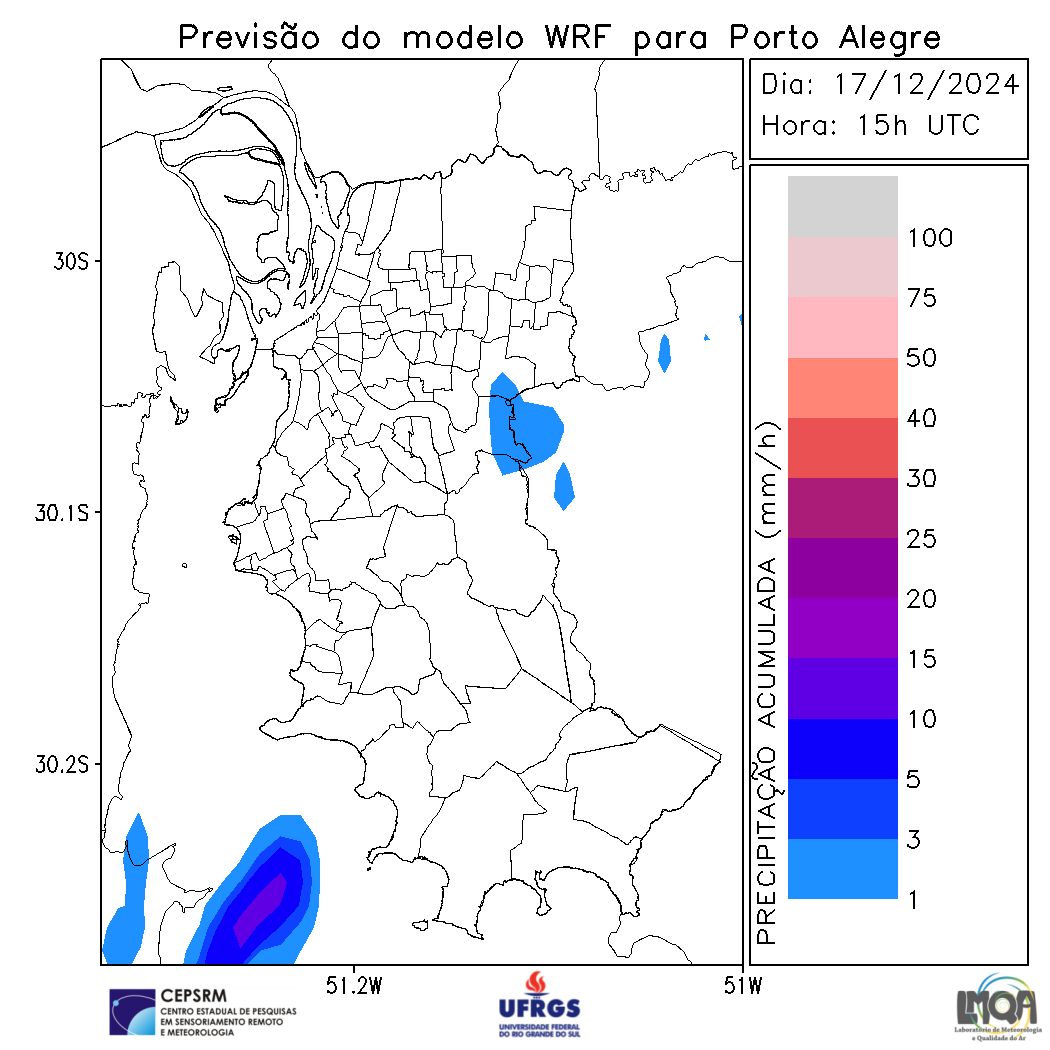 Previsão do modelo WRF para Porto Alegre
Dia: 17/12/2024
Hora: 15h UTC
30S
30.1S
30.2S
51.2W
51W
PRECIPITAÇÃO ACUMULADA (mm/h)
100
75
50
40
30
25
20
15
10
5
3
1
CEPSRM
CENTRO ESTADUAL DE PESQUISAS
EM SENSORIAMENTO REMOTO
E METEOROLOGIA
UFRGS
UNIVERSIDADE FEDERAL
DO RIO GRANDE DO SUL
LMQA
Laboratório de Meteorologia
e Qualidade do Ar